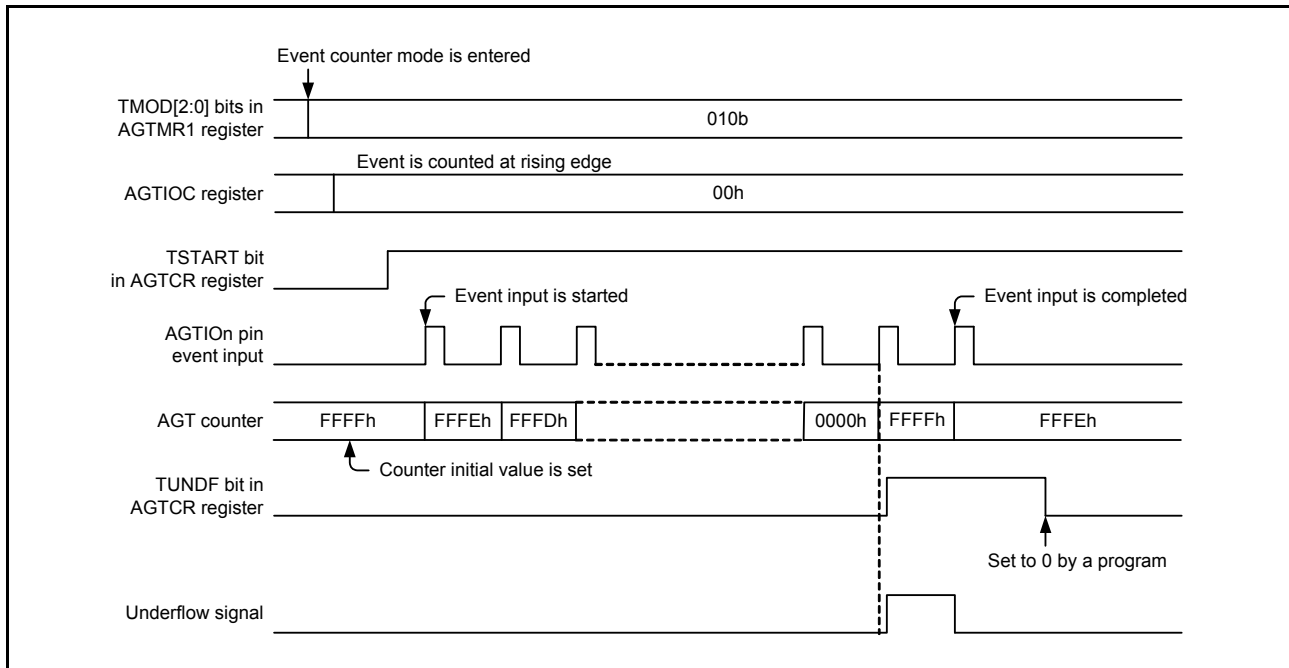 Event counter mode is entered
TMOD[2:0] bits in
AGTMR1 register
010b
Event is counted at rising edge
AGTIOC register
00h
TSTART bit
in AGTCR register
Event input is started
Event input is completed
AGTIOn pin
event input
AGT counter
FFFFh
FFFEh
FFFDh
0000h
FFFFh
FFFEh
Counter initial value is set
TUNDF bit in
AGTCR register
Set to 0 by a program
Underflow signal